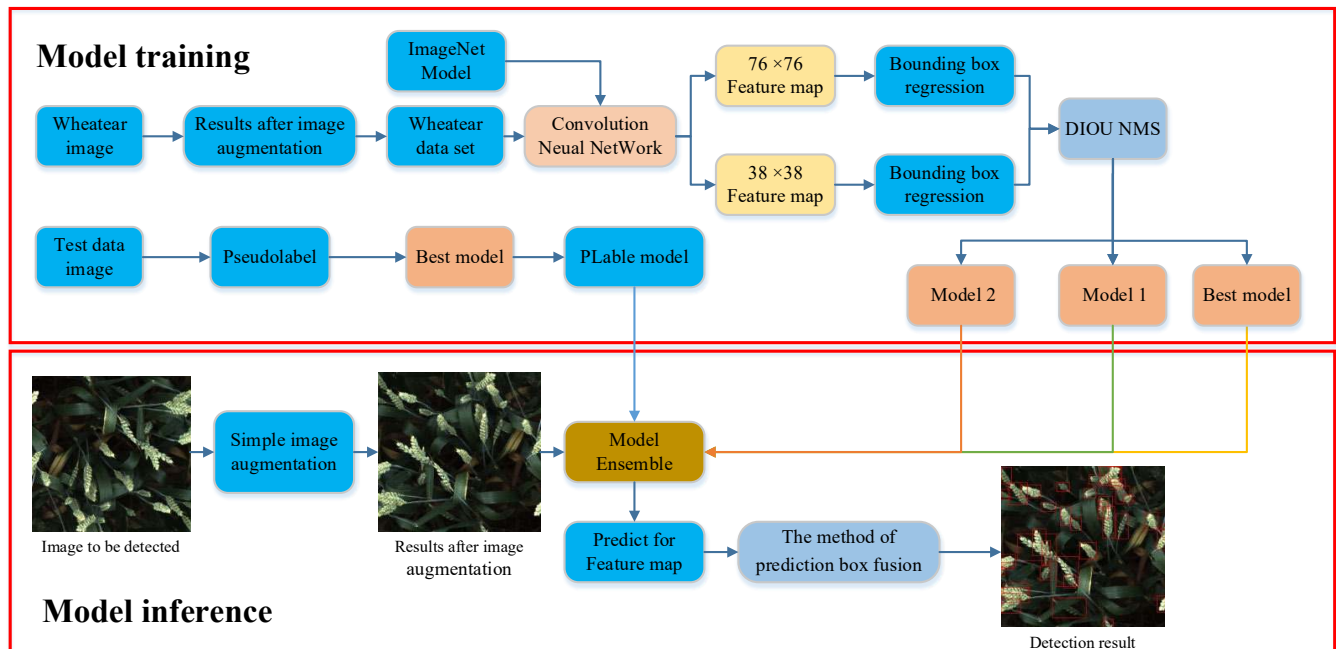 Model training
ImageNet
Model
76 ×76
Feature map
Bounding box
regression
Wheatear
image
Results after image
augmentation
Wheatear
data set
Convolution
Neual NetWork
DIOU NMS
38 ×38
Feature map
Bounding box
regression
Test data
image
Pseudolabel
Best model
PLable model
Model 2
Model 1
Best model
Simple image
augmentation
Model
Ensemble
Image to be detected
Results after image
augmentation
Predict for
Feature map
The method of
prediction box fusion
Model inference
Detection result